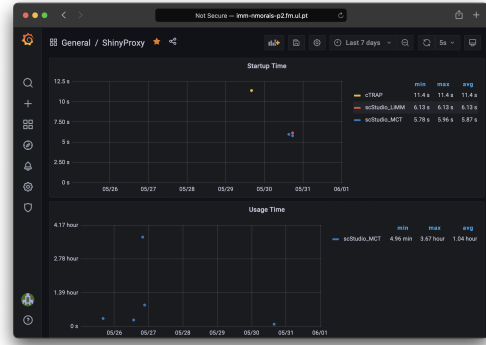 Not Secure — imm-nmorais-p2.fm.ul.pt
General / ShinyProxy
Last 7 days
5s
Startup Time
12.5 s
10 s
7.50 s
5 s
2.50 s
0 s
05/26 05/27 05/28 05/29 05/30 05/31 06/01
min max avg
cTRAP 11.4 s 11.4 s 11.4 s
scStudio_LiMM 6.13 s 6.13 s 6.13 s
scStudio_MCT 5.78 s 5.96 s 5.87 s
Usage Time
4.17 hour
2.78 hour
1.39 hour
0 s
05/26 05/27 05/28 05/29 05/30 05/31 06/01
min max avg
scStudio_MCT 4.96 min 3.67 hour 1.04 hour